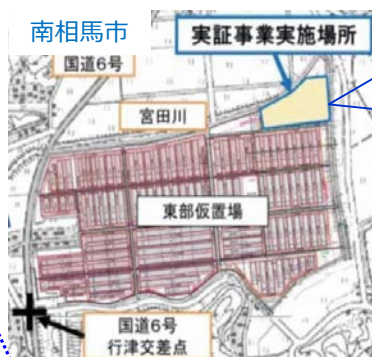 南相馬市
実証事業実施場所
国道6号
宮田川
東部仮置場
国道6号
行津交差点